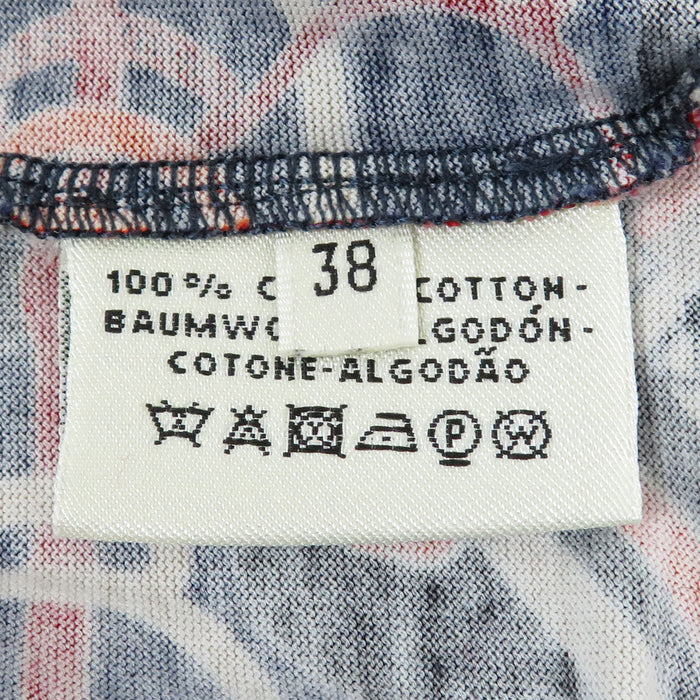 38
100% C COTTON-
BAUMWO LGODÓN-
COTONE-ALGODÃO
P W